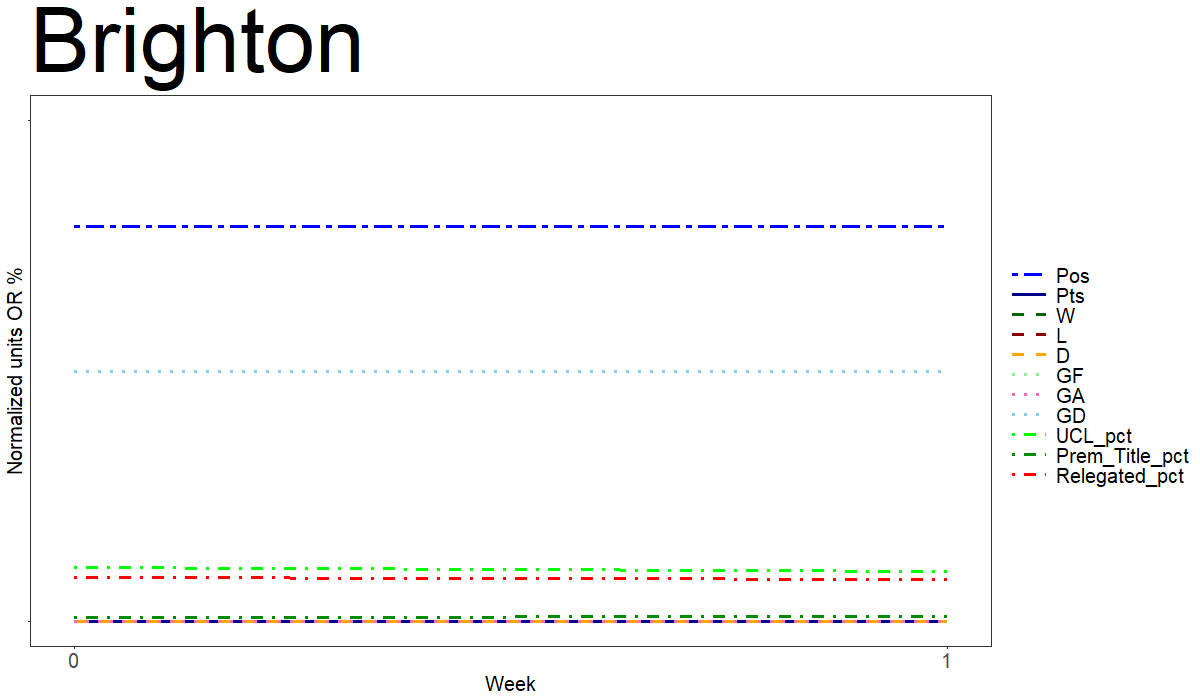 Brighton
Normalized units OR %
Pos
Pts
W
L
D
GF
GA
GD
UCL_pct
Prem_Title_pct
Relegated_pct
0
1
Week